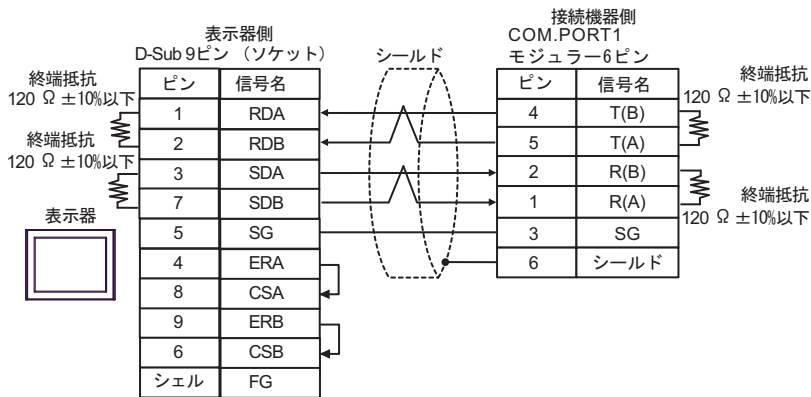 表示器側
D-Sub 9ピン （ソケット）
シールド
接続機器側
COM.PORT1
モジュラー6ピン
終端抵抗
120 Ω ±10%以下
終端抵抗
120 Ω ±10%以下
表示器
ピン 信号名
1 RDA
2 RDB
3 SDA
7 SDB
5 SG
4 ERA
8 CSA
9 ERB
6 CSB
シェル FG
ピン 信号名
4 T(B)
5 T(A)
2 R(B)
1 R(A)
3 SG
6 シールド
終端抵抗
120 Ω ±10%以下
終端抵抗
120 Ω ±10%以下